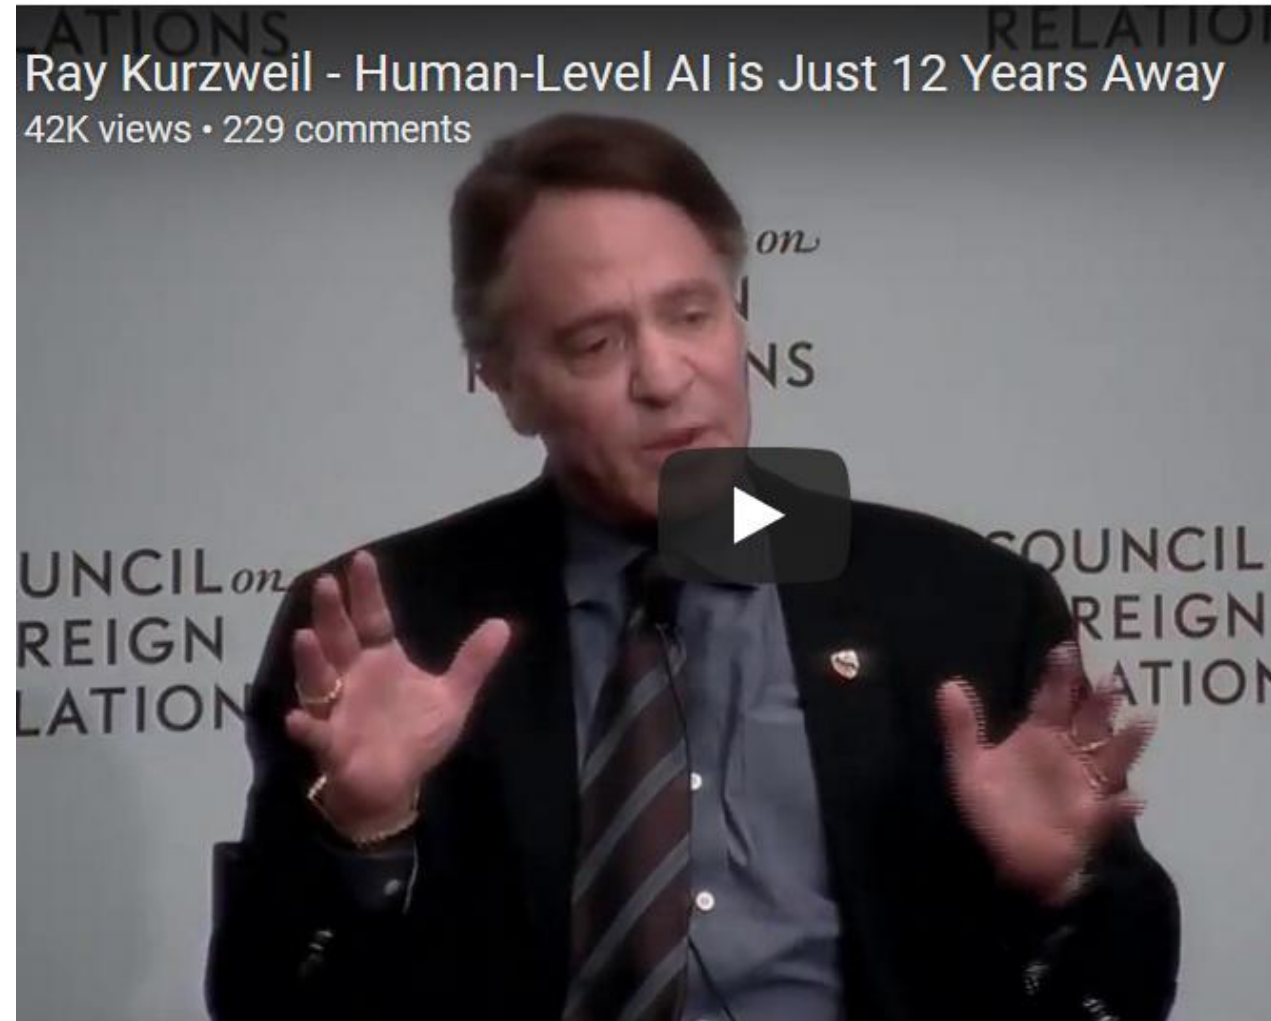 LATIONS
RELATIO
Ray Kurzweil - Human-Level AI is Just 12 Years Away
42K views • 229 comments
on
NS
UNCIL on
REIGN
LATION
COUNCIL
REIGN
ATION